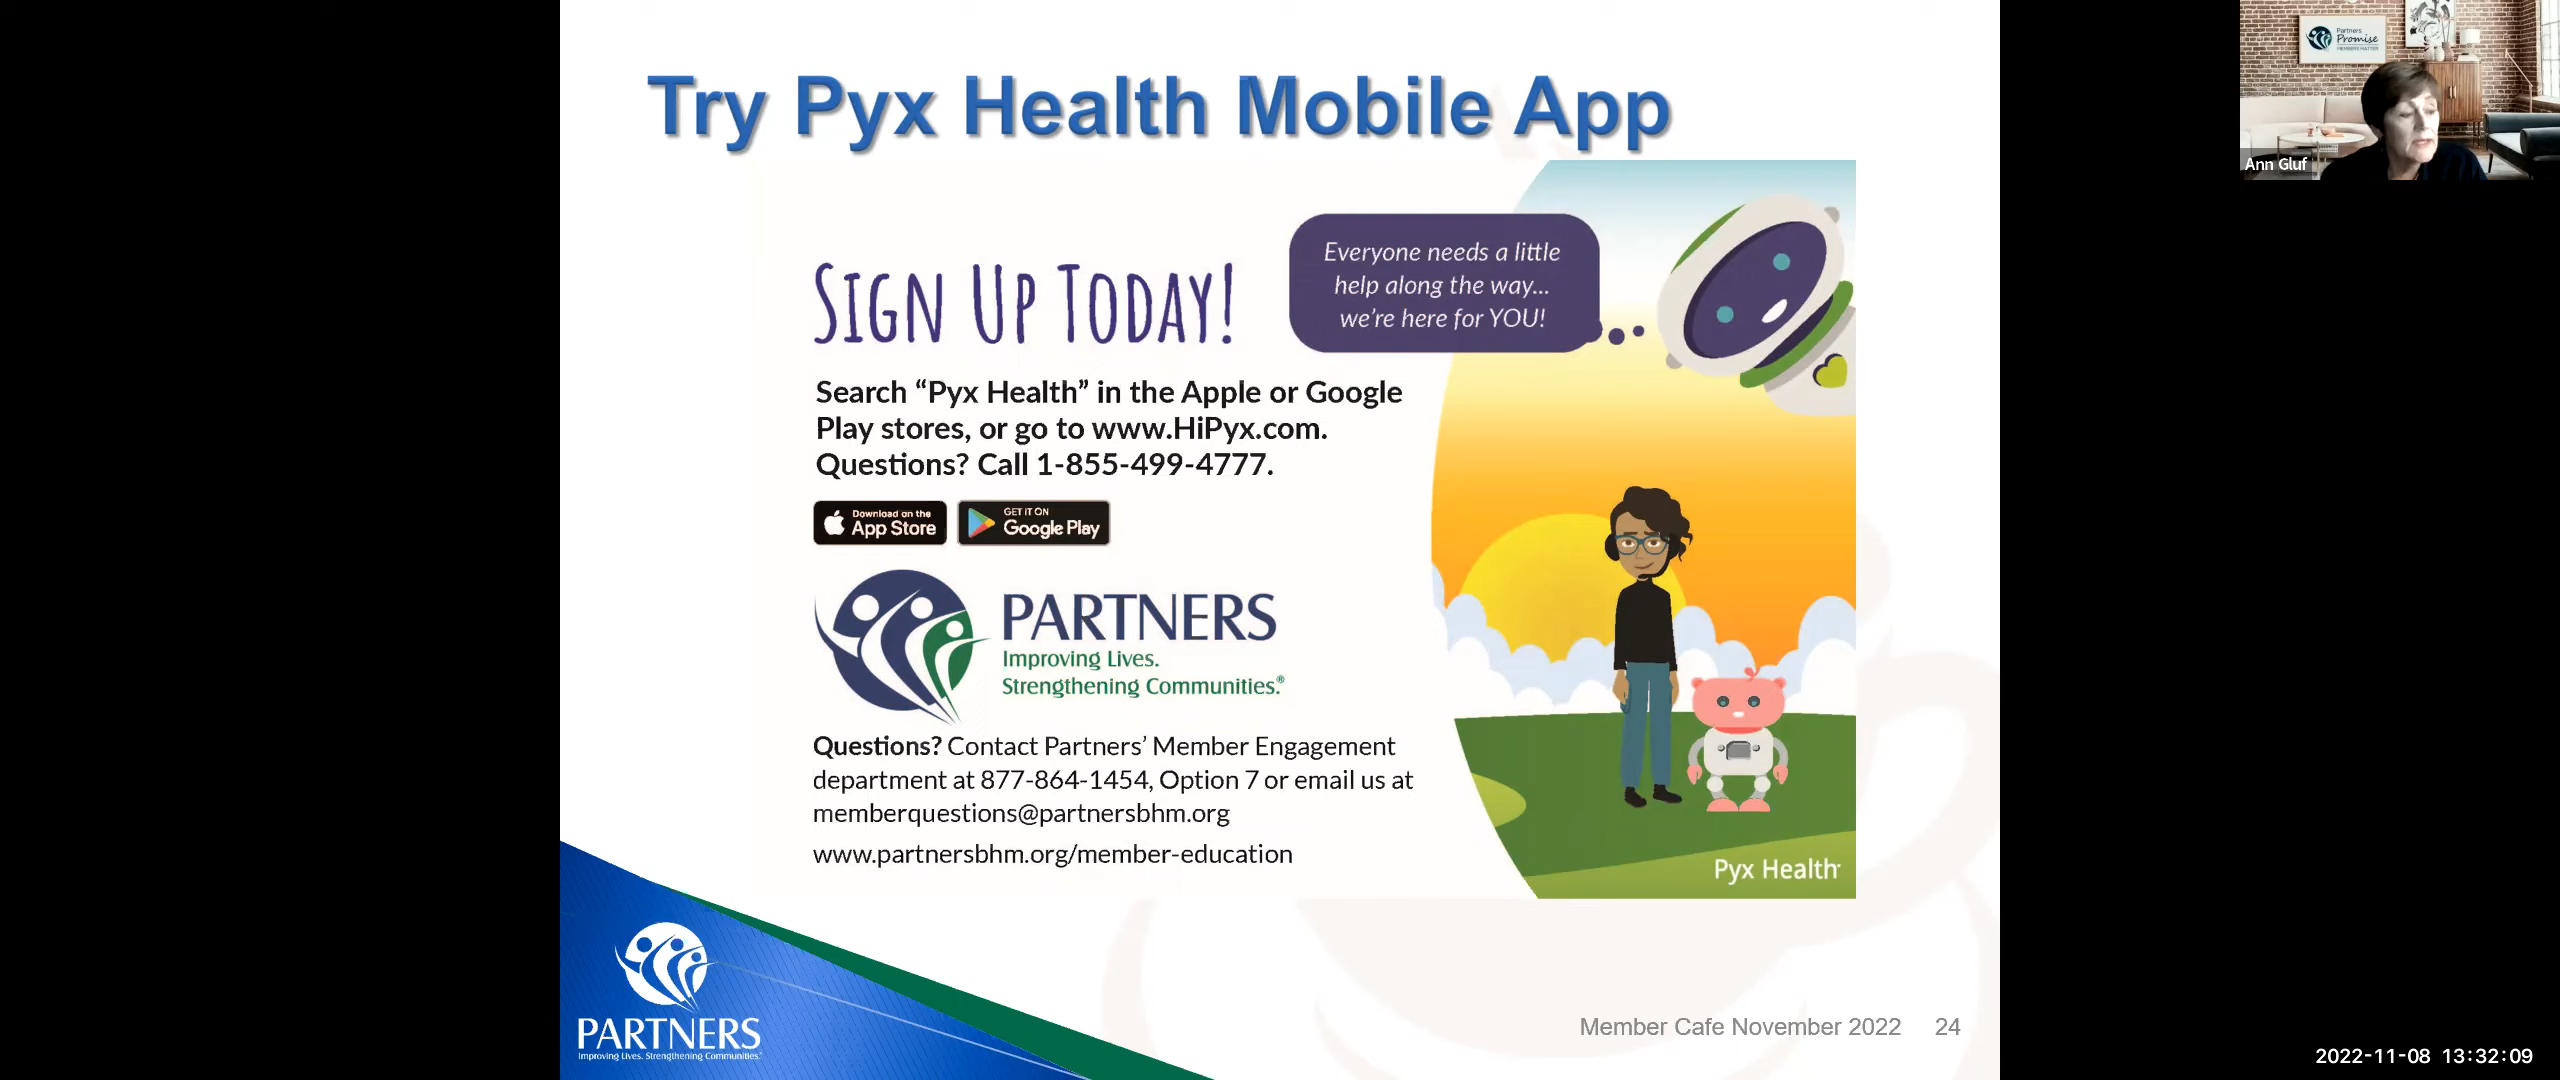 Try Pyx Health Mobile App
Partners
Promise
MEMBERS MATTER
Ann Gluf
SIGN UP TODAY!
Everyone needs a little
help along the way...
we're here for YOU!
Search “Pyx Health” in the Apple or Google
Play stores, or go to www.HiPyx.com.
Questions? Call 1-855-499-4777.
Download on the
App Store
GET IT ON
Google Play
PARTNERS
Improving Lives.
Strengthening Communities.®
Questions? Contact Partners’ Member Engagement
department at 877-864-1454, Option 7 or email us at
memberquestions@partnersbhm.org
www.partnersbhm.org/member-education
Pyx Health
PARTNERS
Improving Lives. Strengthening Communities.
Member Cafe November 2022 24
2022-11-08 13:32:09